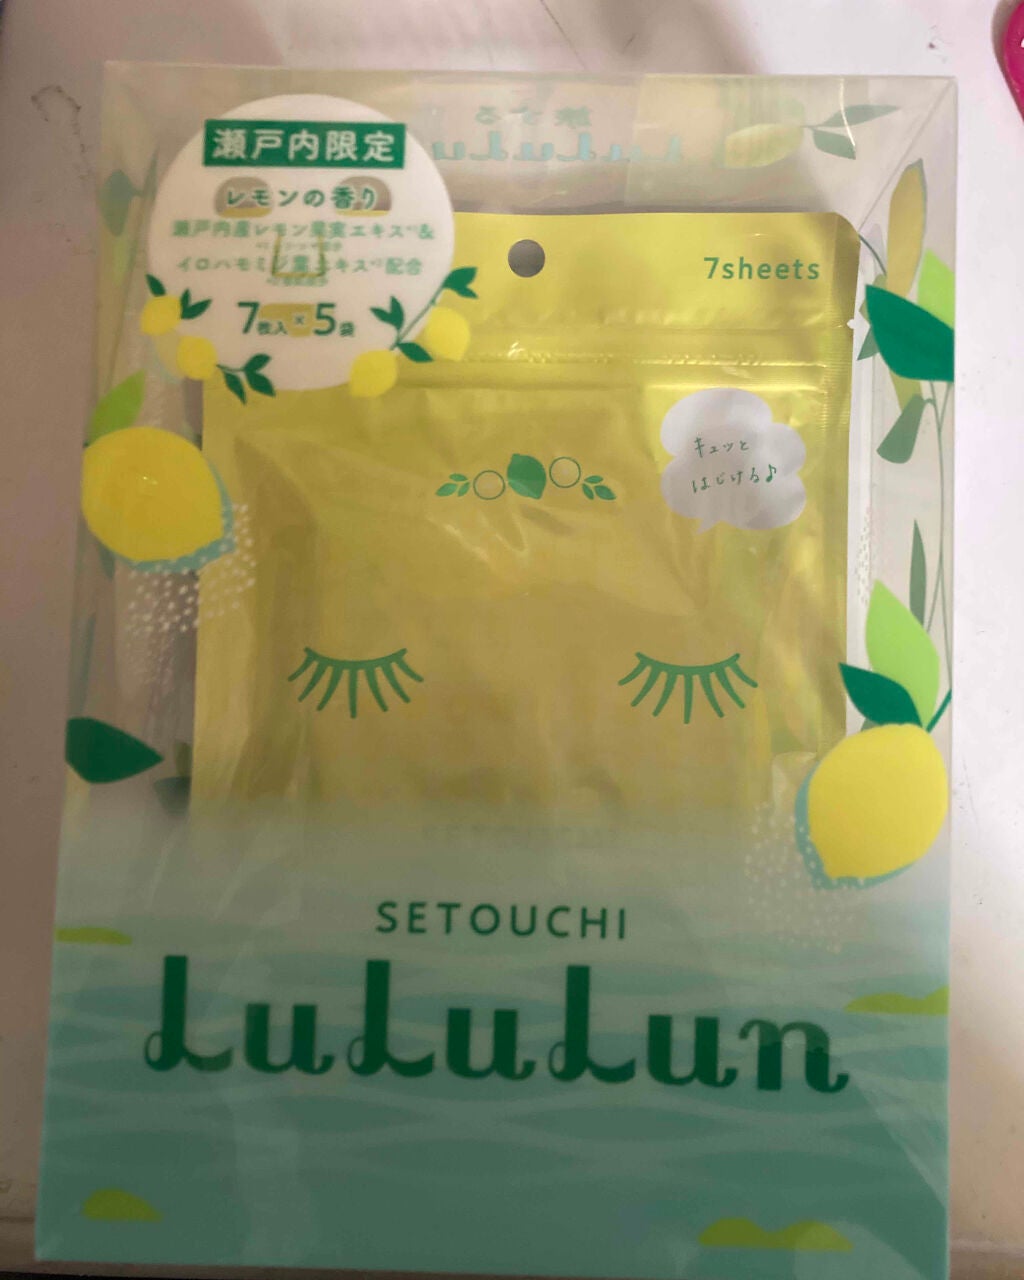 瀬戸内限定
レモンの香り
瀬戸内産レモン果実エキス*1&
イロハモミジ葉エキス*2配合
7枚入×5袋
7sheets
キュッと
はじける♪
SETOUCHI
LuLuLun